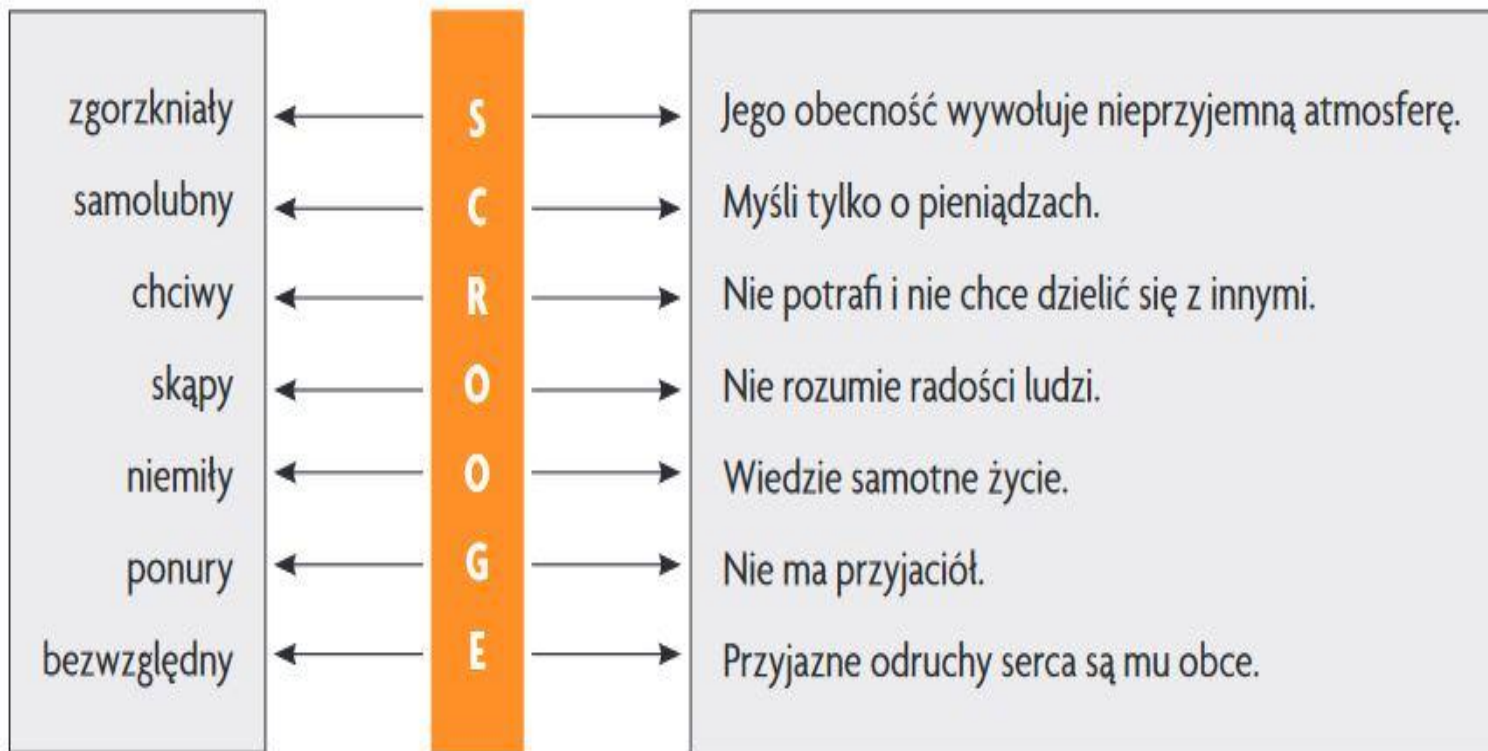 zgorzkniały S Jego obecność wywołuje nieprzyjemną atmosferę.
samolubny C Myśli tylko o pieniądzach.
chciwy R Nie potrafi i nie chce dzielić się z innymi.
skąpy O Nie rozumie radości ludzi.
niemiły O Wiedzie samotne życie.
ponury G Nie ma przyjaciół.
bezwzględny E Przyjazne odruchy serca są mu obce.